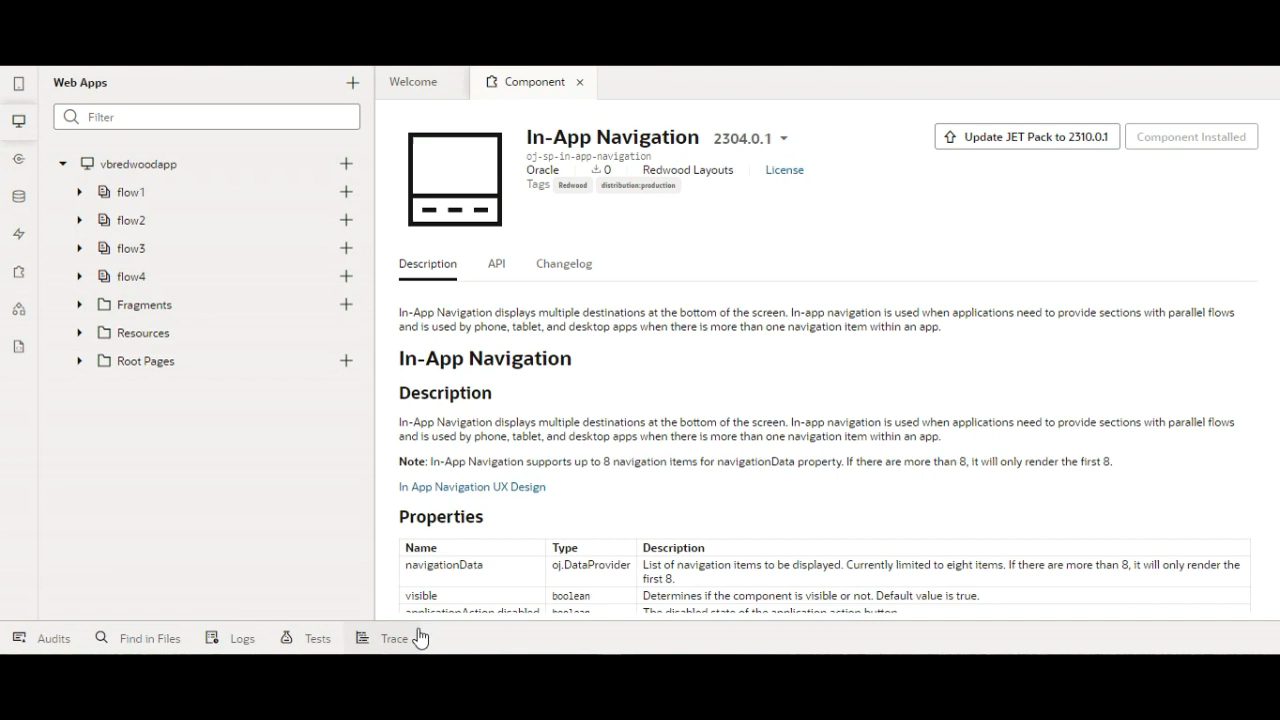 Web Apps
Filter
vbredwoodapp
flow1
flow2
flow3
flow4
Fragments
Resources
Root Pages
Welcome
Component
In-App Navigation 2304.0.1
Update JET Pack to 2310.0.1
Component Installed
oj-sp-in-app-navigation
Oracle 0 Redwood Layouts License
Tags Redwood distribution:production
Description API Changelog
In-App Navigation displays multiple destinations at the bottom of the screen. In-app navigation is used when applications need to provide sections with parallel flows
and is used by phone, tablet, and desktop apps when there is more than one navigation item within an app.
In-App Navigation
Description
In-App Navigation displays multiple destinations at the bottom of the screen. In-app navigation is used when applications need to provide sections with parallel flows
and is used by phone, tablet, and desktop apps when there is more than one navigation item within an app.
Note: In-App Navigation supports up to 8 navigation items for navigationData property. If there are more than 8, it will only render the first 8.
In App Navigation UX Design
Properties
Name Type Description
navigationData oj.DataProvider List of navigation items to be displayed. Currently limited to eight items. If there are more than 8, it will only render the
first 8.
visible boolean Determines if the component is visible or not. Default value is true.
applicationAction.disabled boolean The disabled state of the application action button.
Audits Find in Files Logs Tests Trace